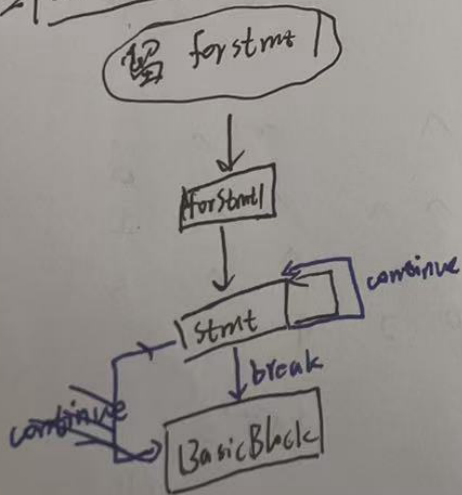 forstmt
forStmt1
continue
Stmt
break
continue
BasicBlock